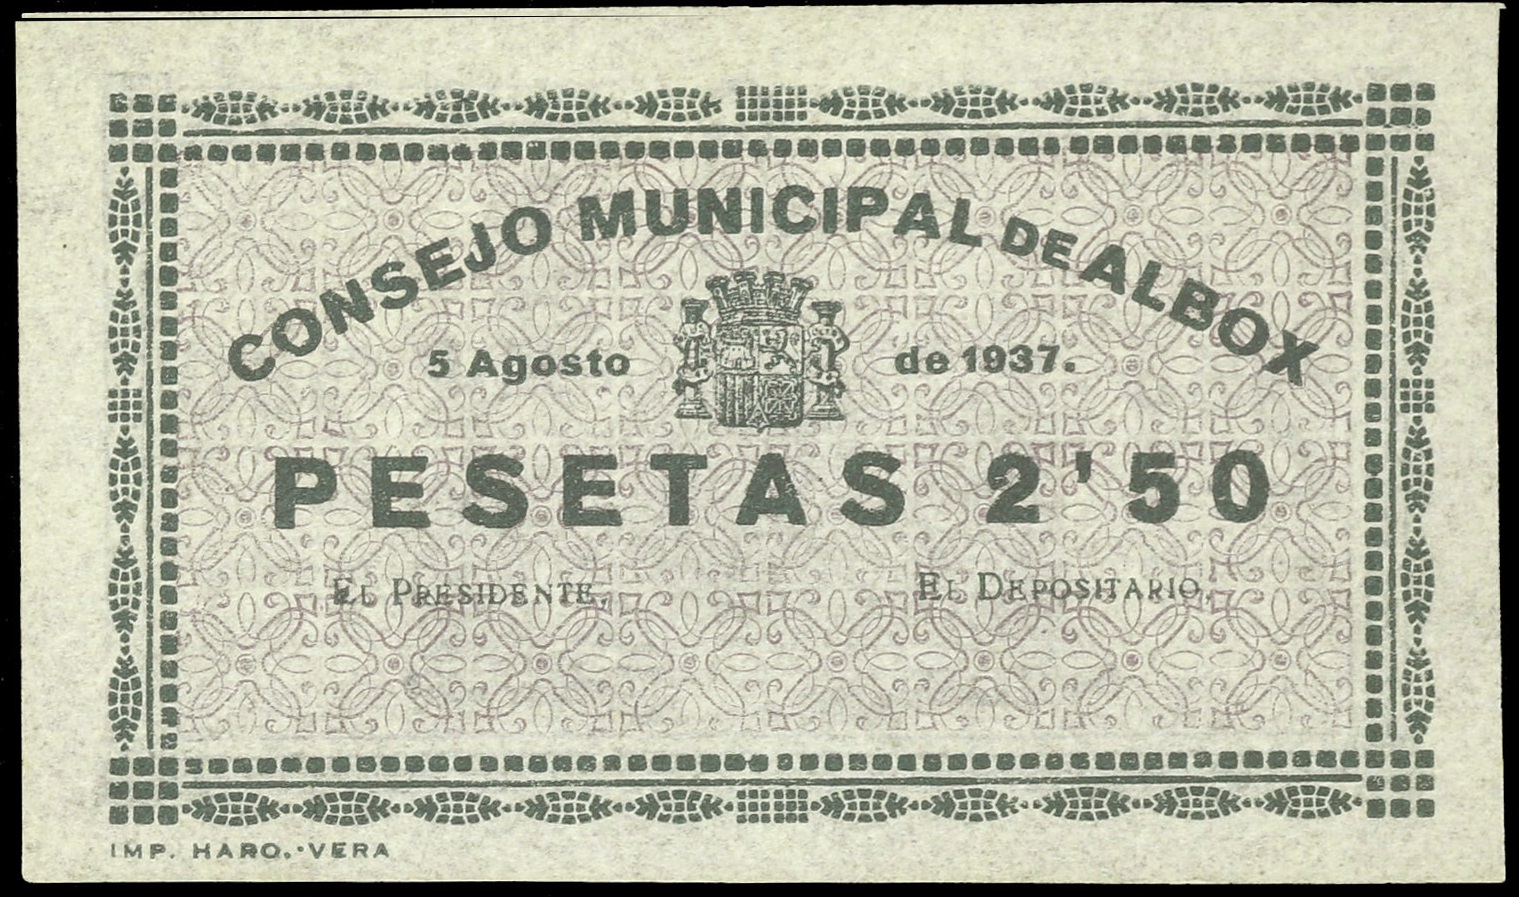 CONSEJO MUNICIPAL DE ALBOX
5 Agosto de 1937.
PESETAS 2'50
EL PRESIDENTE, EL DEPOSITARIO,
IMP. HARO.-VERA